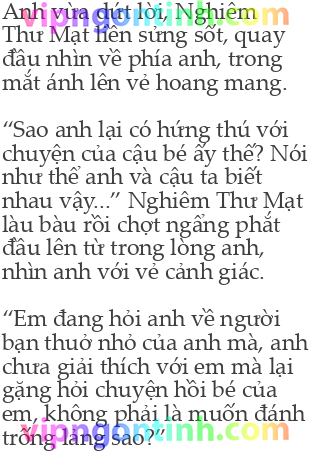 Anh vừa dứt lời, Nghiêm
vipngontinh.com
Thư Mạt liền sửng sốt, quay
đầu nhìn về phía anh, trong
mắt ánh lên vẻ hoang mang.
“Sao anh lại có hứng thú với
chuyện của cậu bé ấy thế? Nói
như thể anh và cậu ta biết
nhau vậy...” Nghiêm Thư Mạt
làu bàu rồi chợt ngẩng phắt
đầu lên từ trong lòng anh,
nhìn anh với vẻ cảnh giác.
“Em đang hỏi anh về người
bạn thuở nhỏ của anh mà, anh
chưa giải thích với em mà lại
gặng hỏi chuyện hồi bé của
em, không phải là muốn đánh
trống lảng sao?”
vipngontinh.com